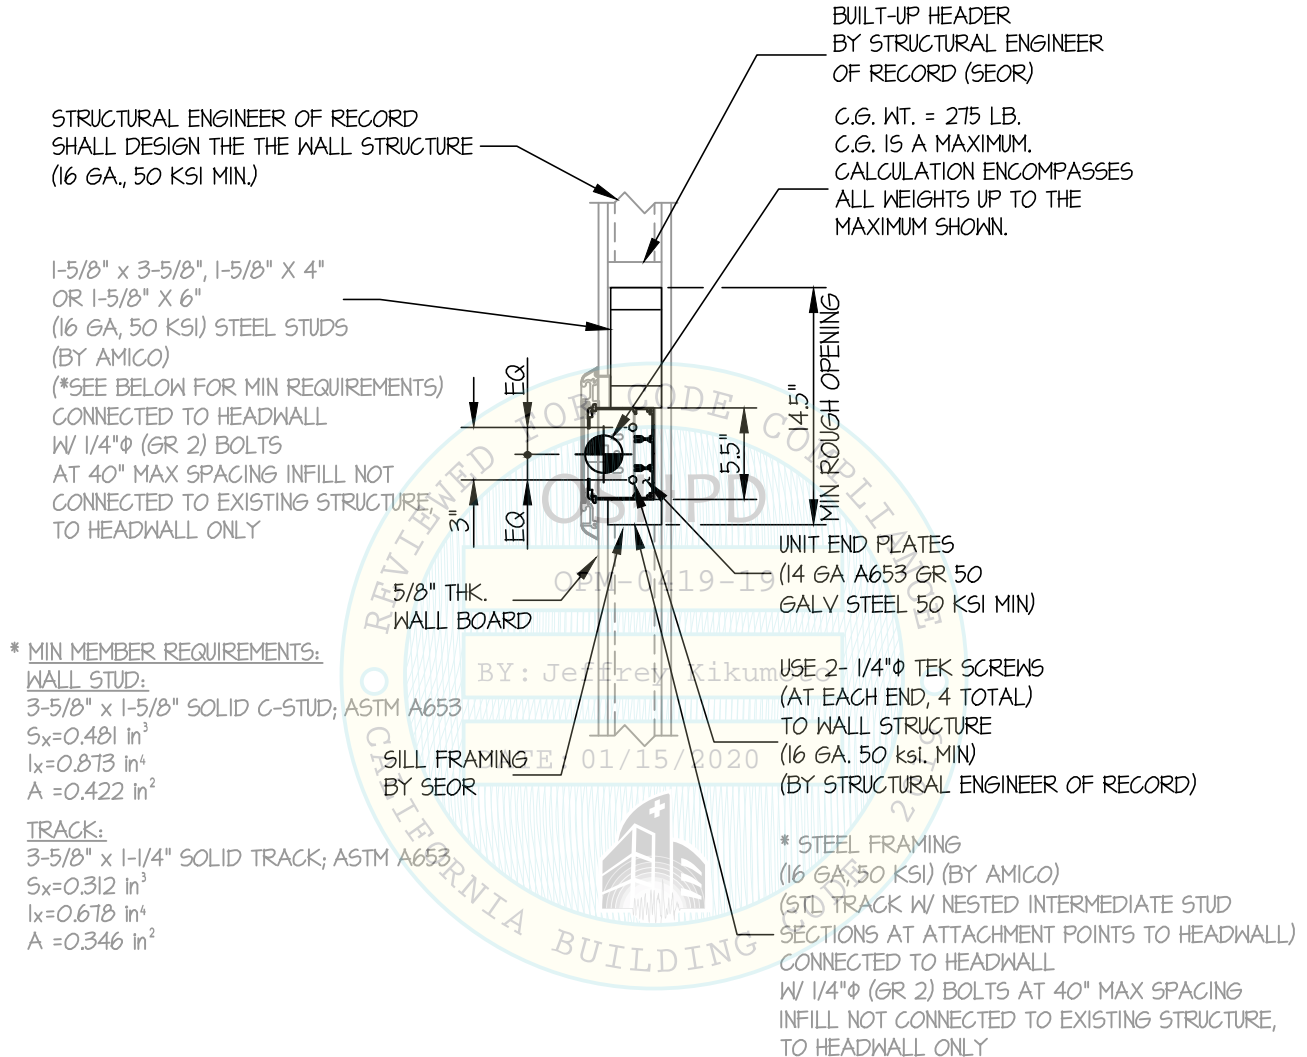 BUILT-UP HEADER
BY STRUCTURAL ENGINEER
OF RECORD (SEOR)
C.G. WT. = 275 LB.
C.G. IS A MAXIMUM.
CALCULATION ENCOMPASSES
ALL WEIGHTS UP TO THE
MAXIMUM SHOWN.
STRUCTURAL ENGINEER OF RECORD
SHALL DESIGN THE THE WALL STRUCTURE
(16 GA., 50 KSI MIN.)
1-5/8" x 3-5/8", 1-5/8" X 4"
OR 1-5/8" X 6"
(16 GA, 50 KSI) STEEL STUDS
(BY AMICO)
(*SEE BELOW FOR MIN REQUIREMENTS)
CONNECTED TO HEADWALL
W/ 1/4"Φ (GR 2) BOLTS
AT 40" MAX SPACING INFILL NOT
CONNECTED TO EXISTING STRUCTURE,
TO HEADWALL ONLY
EQ
3"
EQ
5.5"
14.5"
MIN ROUGH OPENING
5/8" THK.
WALL BOARD
UNIT END PLATES
(14 GA A653 GR 50
GALV STEEL 50 KSI MIN)
USE 2- 1/4"Φ TEK SCREWS
(AT EACH END, 4 TOTAL)
TO WALL STRUCTURE
(16 GA. 50 ksi. MIN)
(BY STRUCTURAL ENGINEER OF RECORD)
SILL FRAMING
BY SEOR
* MIN MEMBER REQUIREMENTS:
WALL STUD:
3-5/8" x 1-5/8" SOLID C-STUD; ASTM A653
Sx=0.481 in³
Ix=0.873 in⁴
A =0.422 in²
TRACK:
3-5/8" x 1-1/4" SOLID TRACK; ASTM A653
Sx=0.312 in³
Ix=0.678 in⁴
A =0.346 in²
* STEEL FRAMING
(16 GA, 50 KSI) (BY AMICO)
(STL TRACK W/ NESTED INTERMEDIATE STUD
SECTIONS AT ATTACHMENT POINTS TO HEADWALL)
CONNECTED TO HEADWALL
W/ 1/4"Φ (GR 2) BOLTS AT 40" MAX SPACING
INFILL NOT CONNECTED TO EXISTING STRUCTURE,
TO HEADWALL ONLY
REVIEWED FOR CODE COMPLIANCE
OSHPD
OPM-0419-19
BY: Jeffrey Kikumoto
DATE: 01/15/2020
CALIFORNIA BUILDING CODE 2019